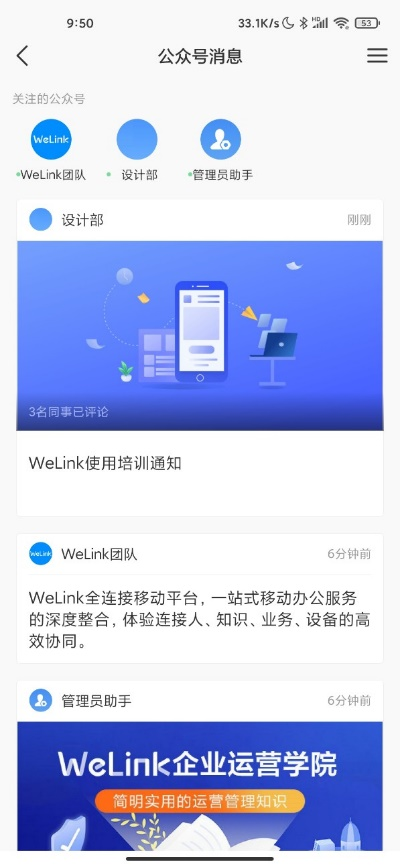 9:50
33.1K/s
HD
53
公众号消息
关注的公众号
WeLink
WeLink团队
设计部
管理员助手
设计部
刚刚
3名同事已评论
WeLink使用培训通知
WeLink
WeLink团队
6分钟前
WeLink全连接移动平台，一站式移动办公服务
的深度整合，体验连接人、知识、业务、设备的高
效协同。
管理员助手
6分钟前
WeLink企业运营学院
简明实用的运营管理知识